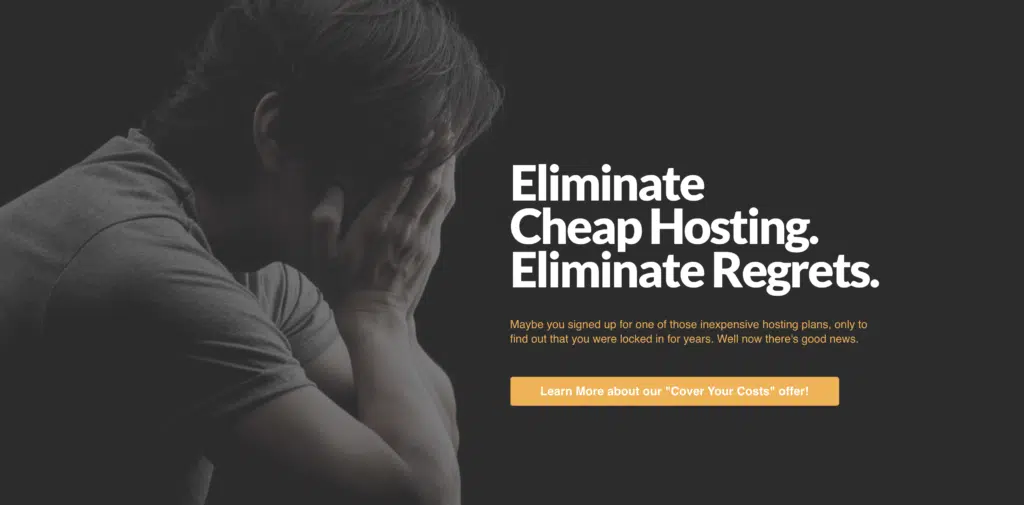 Eliminate
Cheap Hosting.
Eliminate Regrets.
Maybe you signed up for one of those inexpensive hosting plans, only to
find out that you were locked in for years. Well now there's good news.
Learn More about our "Cover Your Costs" offer!